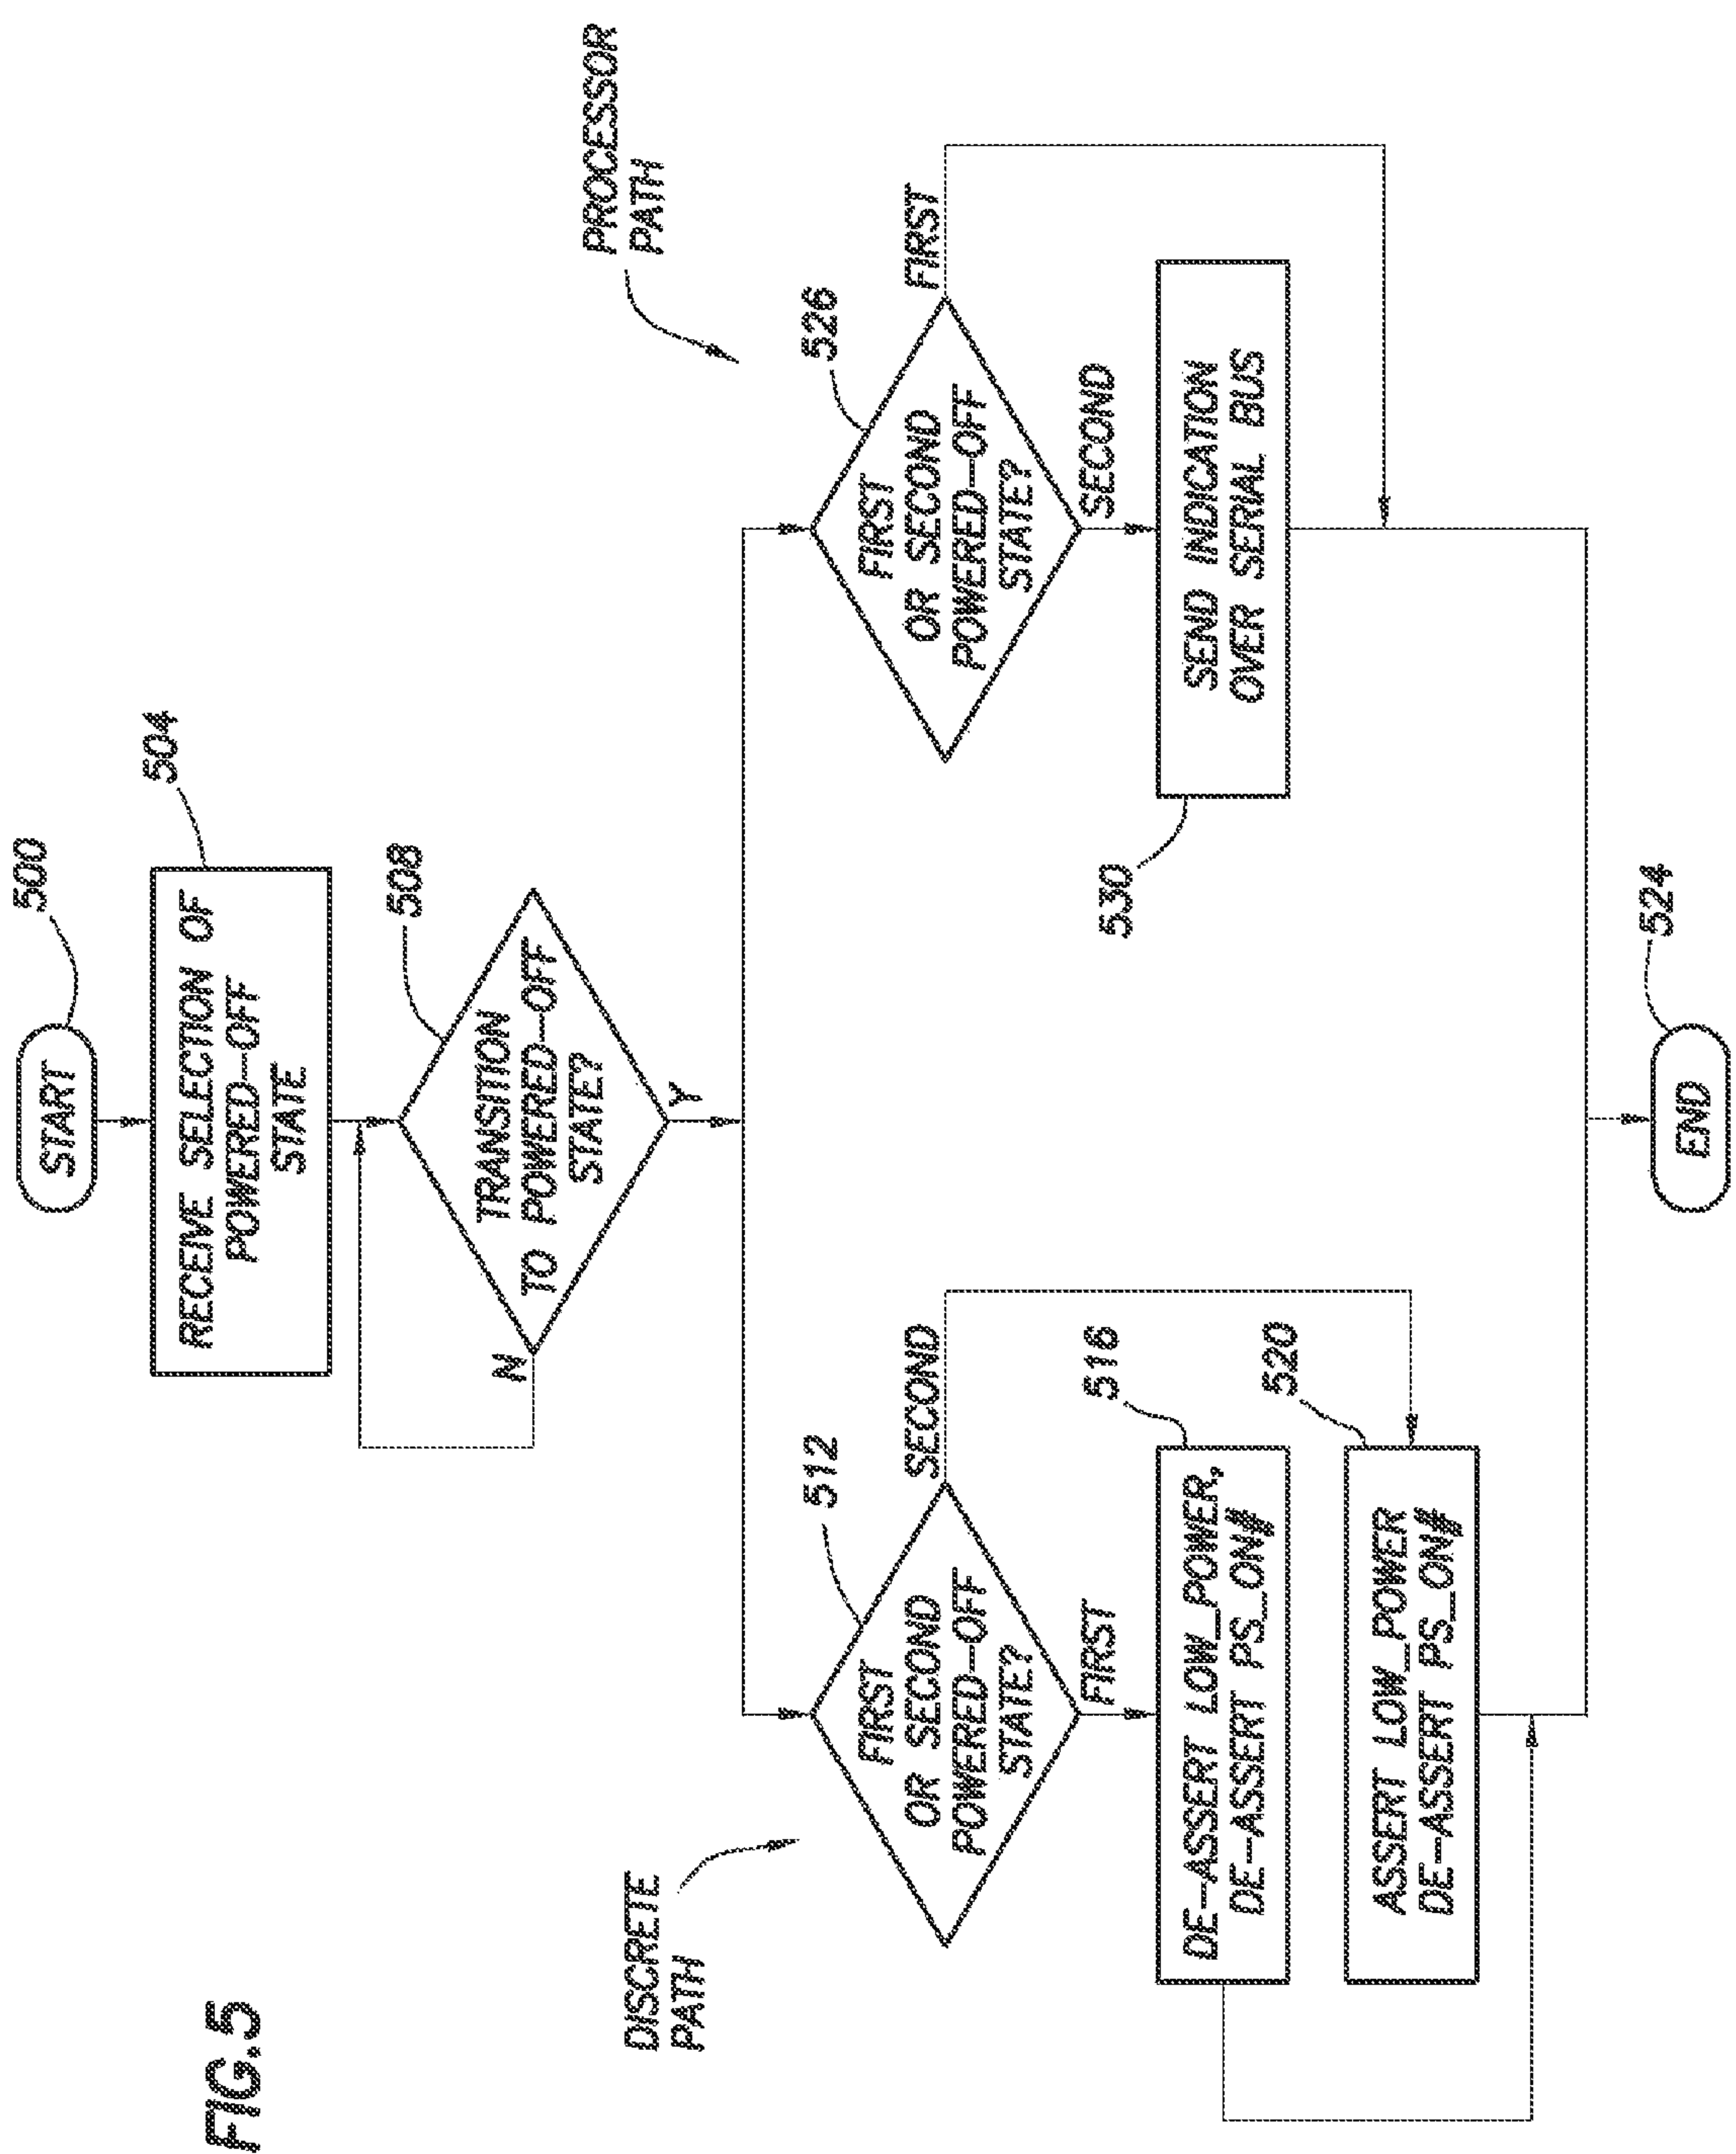 FIG.5
START
500
RECEIVE SELECTION OF
POWERED-OFF
STATE
504
TRANSITION
TO POWERED-OFF
STATE?
508
N
Y
DISCRETE
PATH
FIRST
OR SECOND
POWERED-OFF
STATE?
512
SECOND
FIRST
DE-ASSERT LOW_POWER,
DE-ASSERT PS_ON#
516
ASSERT LOW_POWER
DE-ASSERT PS_ON#
520
PROCESSOR
PATH
FIRST
OR SECOND
POWERED-OFF
STATE?
526
FIRST
SECOND
SEND INDICATION
OVER SERIAL BUS
530
END
524